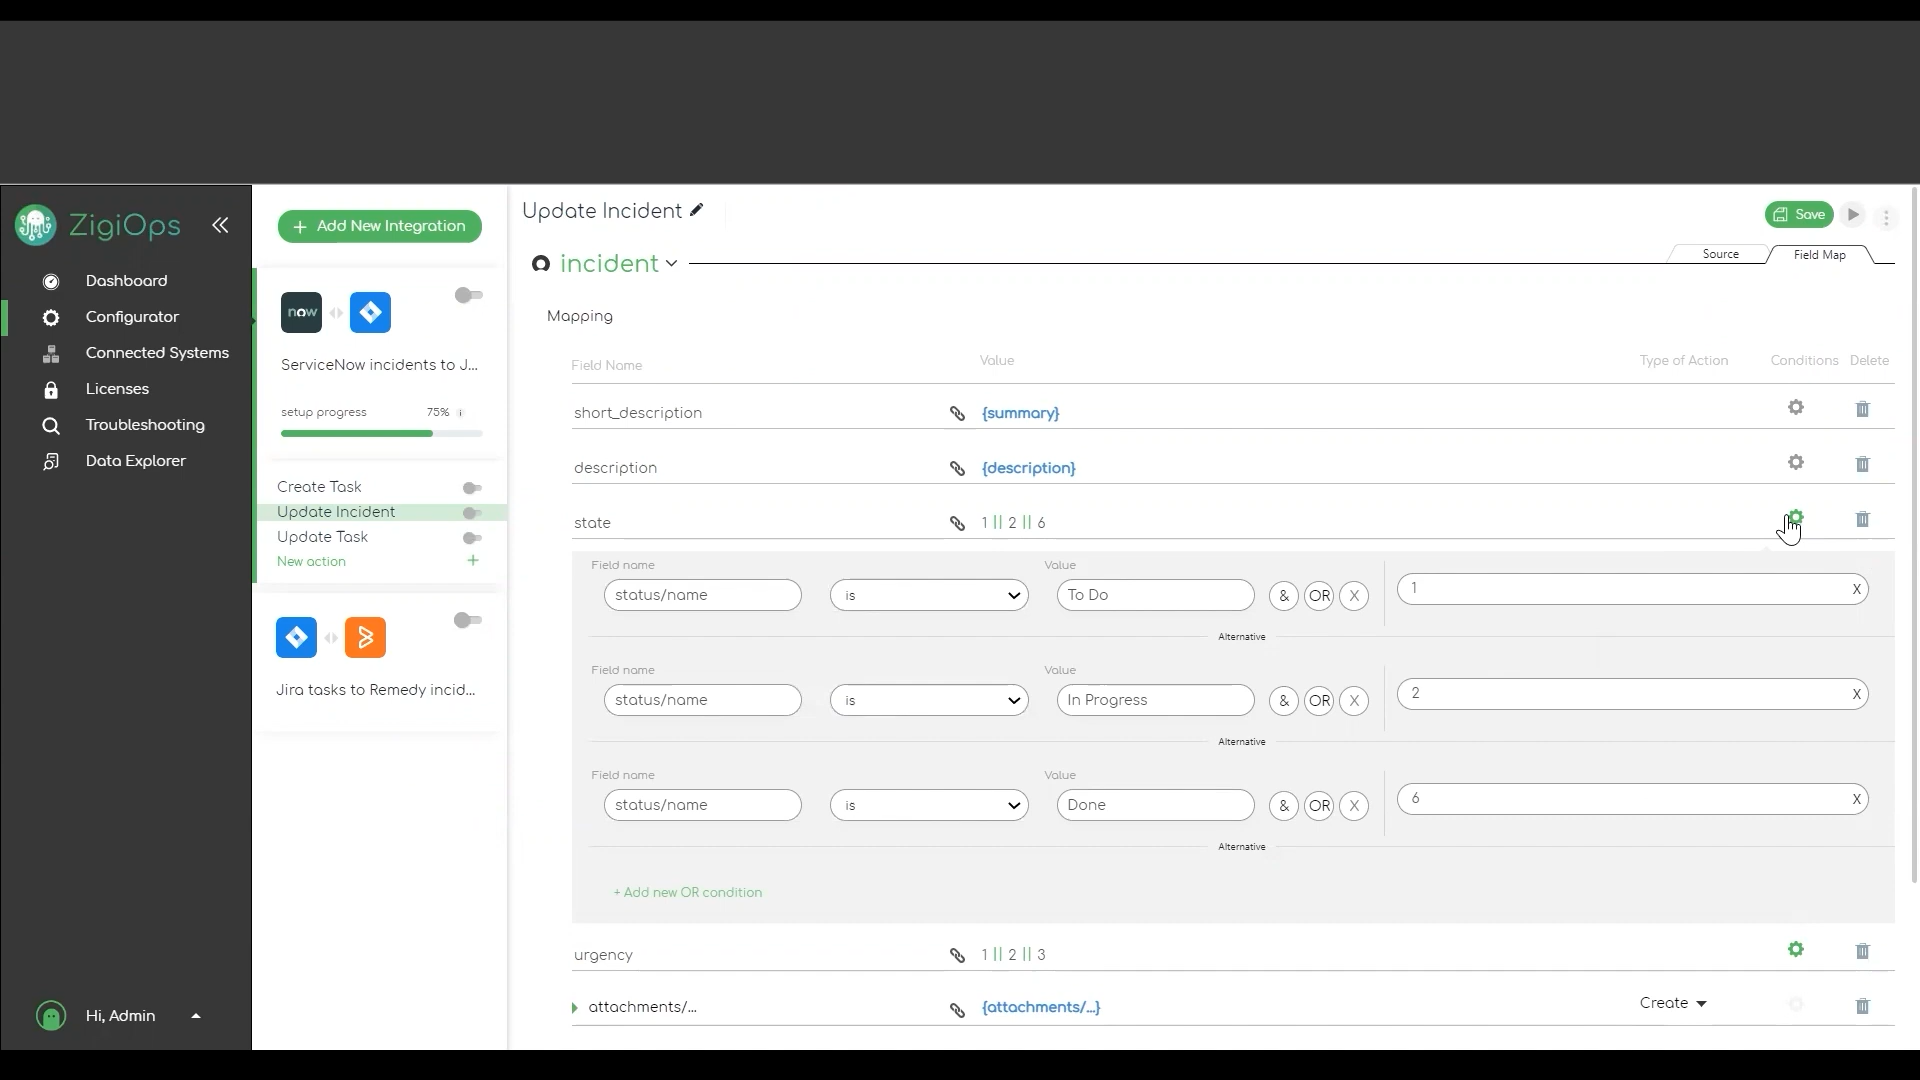 ZigiOps
Dashboard
Configurator
Connected Systems
Licenses
Troubleshooting
Data Explorer
Hi, Admin
+ Add New Integration
now
ServiceNow incidents to J...
setup progress 75% i
Create Task
Update Incident
Update Task
New action +
Jira tasks to Remedy incid...
Update Incident
Save
incident
Source Field Map
Mapping
Field Name Value Type of Action Conditions Delete
short_description {summary}
description {description}
state 1 || 2 || 6
Field name Value
status/name is To Do & OR X 1 X
Alternative
Field name Value
status/name is In Progress & OR X 2 X
Alternative
Field name Value
status/name is Done & OR X 6 X
Alternative
+ Add new OR condition
urgency 1 || 2 || 3
attachments/... {attachments/...} Create